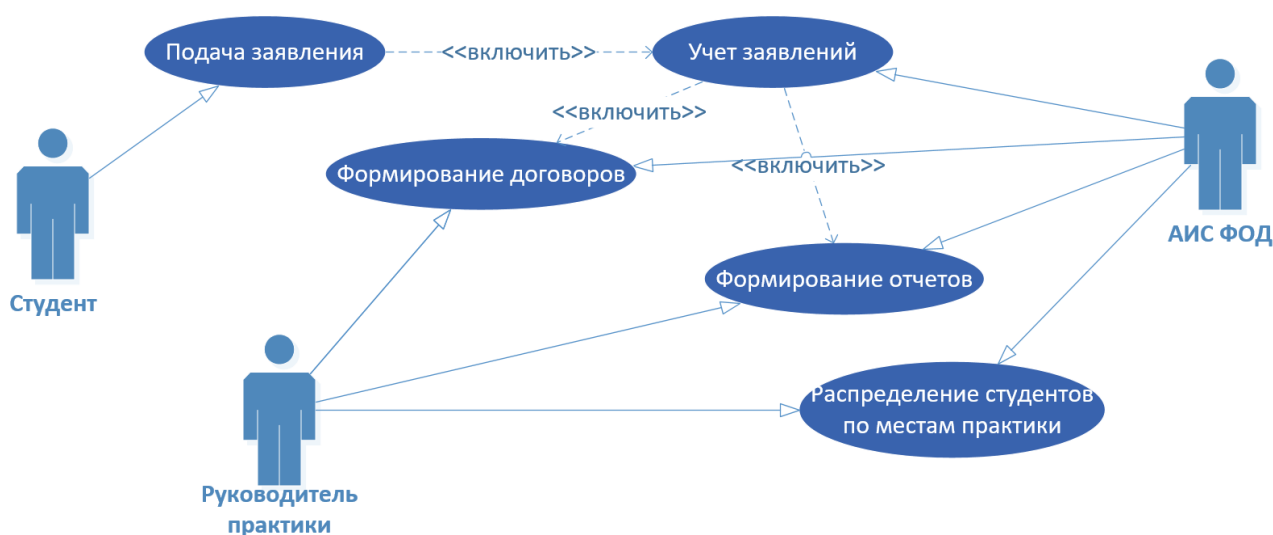 Подача заявления
<<включить>>
Учет заявлений
<<включить>>
<<включить>>
Формирование договоров
АИС ФОД
Формирование отчетов
Студент
Распределение студентов
по местам практики
Руководитель
практики